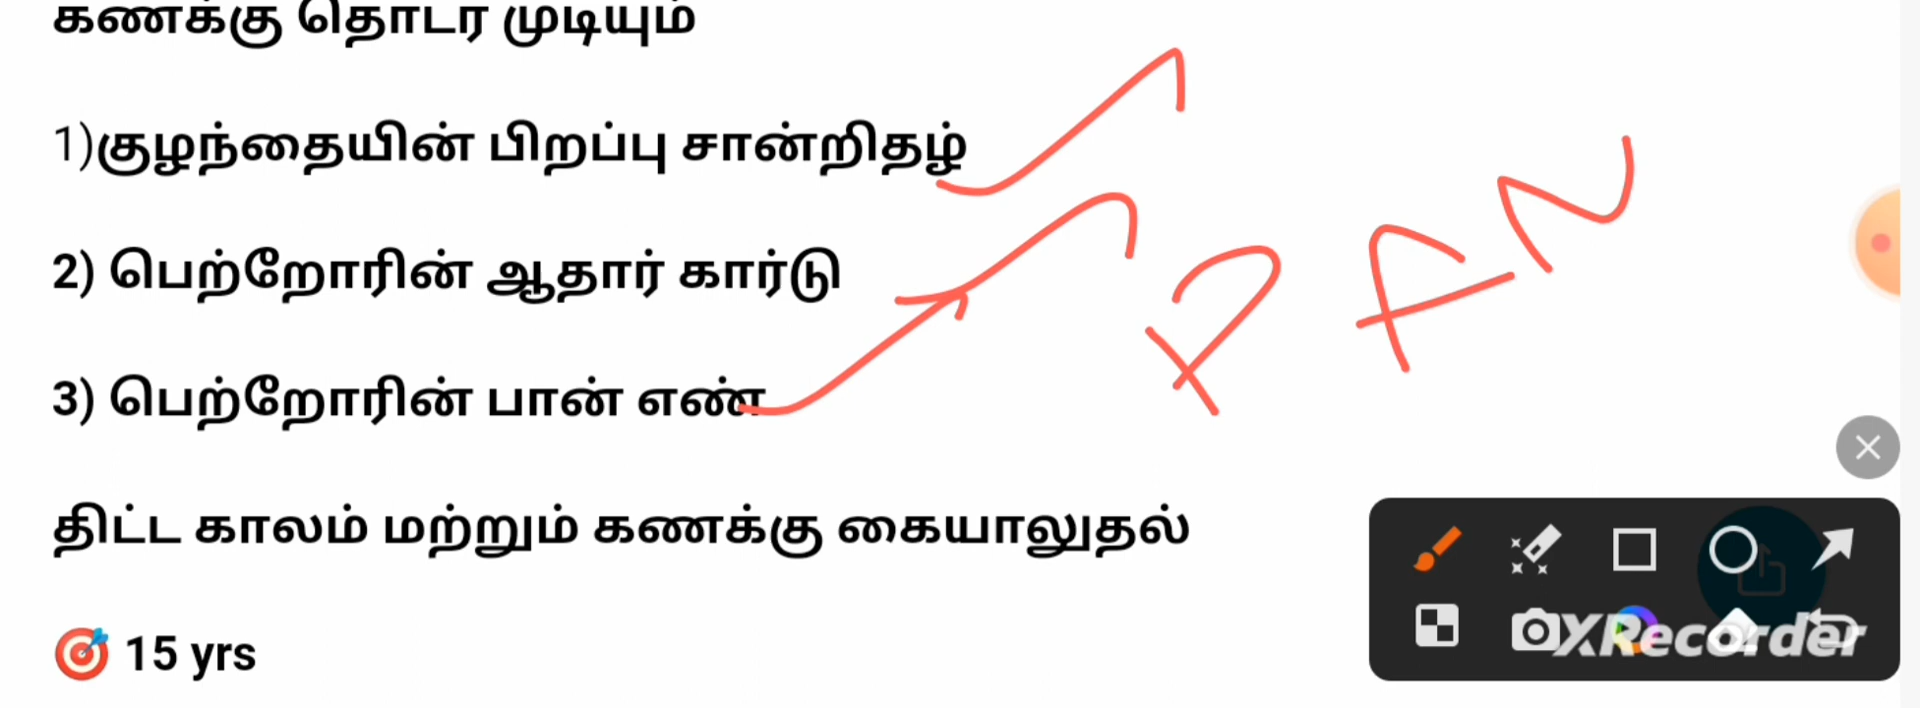 கணக்கு தொடர முடியும்
1)குழந்தையின் பிறப்பு சான்றிதழ்
2) பெற்றோரின் ஆதார் கார்டு
3) பெற்றோரின் பான் எண்
PAN
திட்ட காலம் மற்றும் கணக்கு கையாலுதல்
🎯 15 yrs
XRecorder